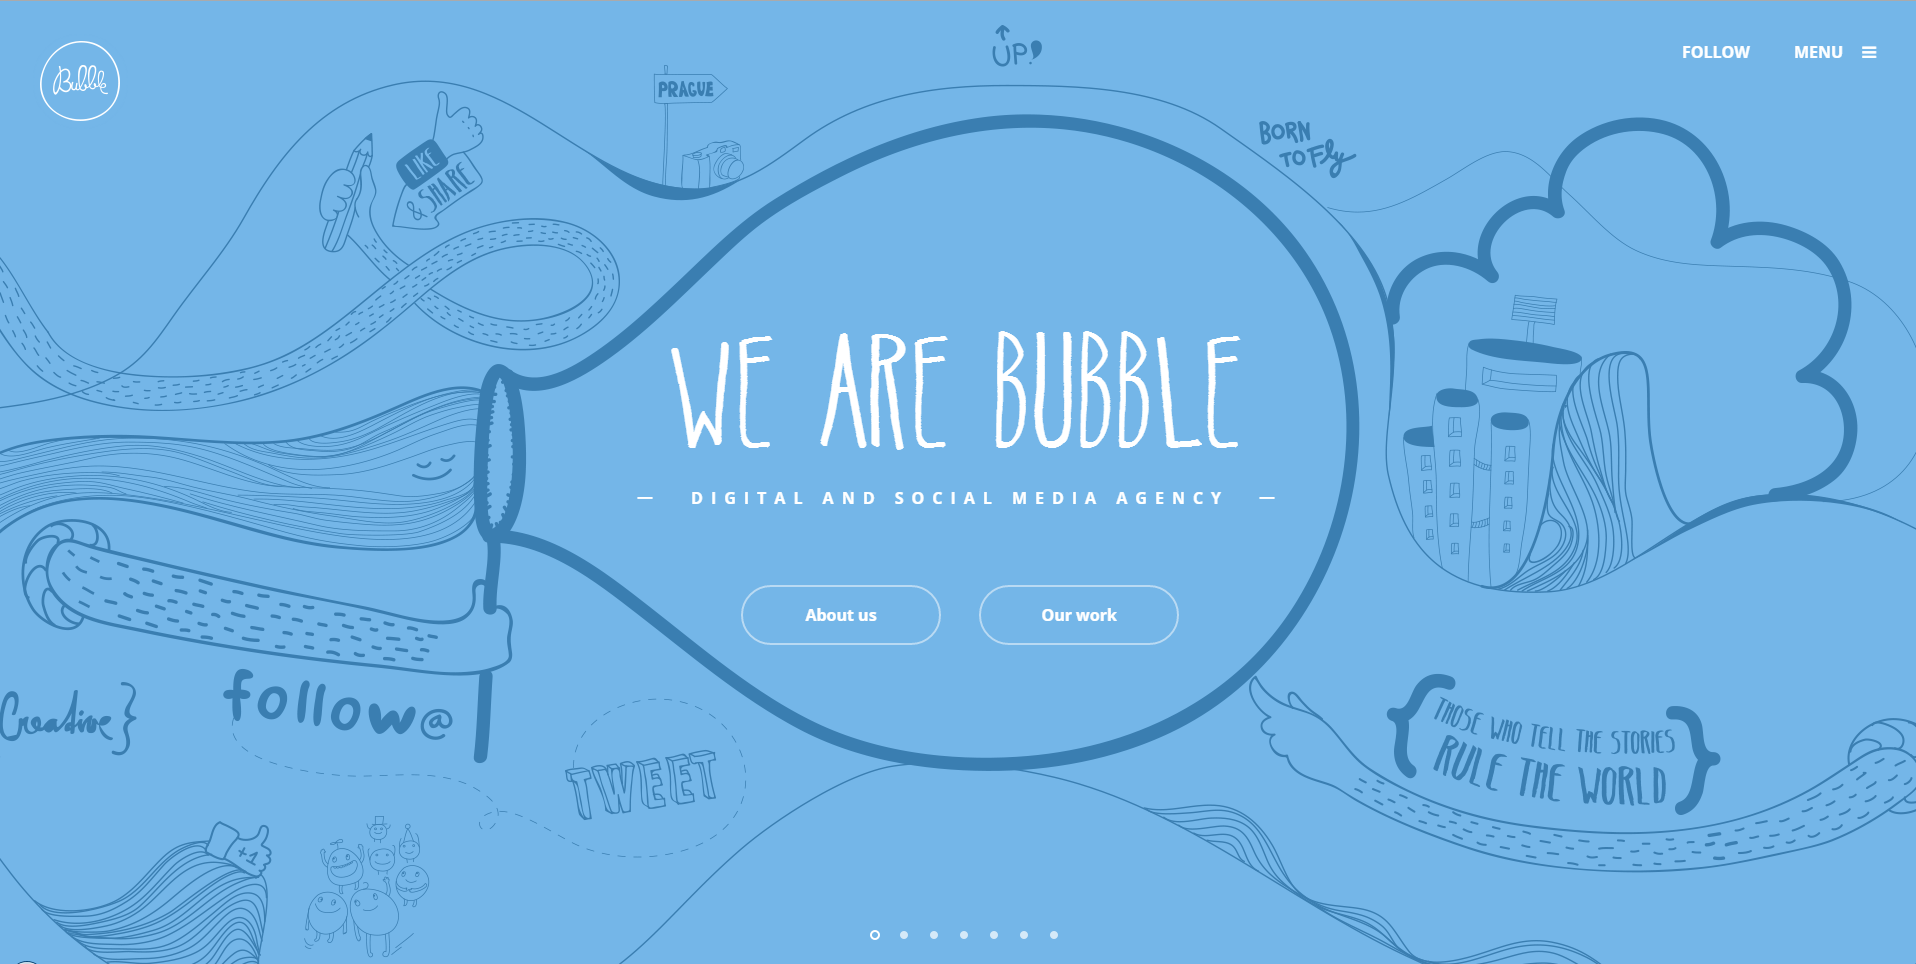 UP!
Bubble
FOLLOW
MENU
PRAGUE
BORN
TO Fly
LIKE
& SHARE
WE ARE BUBBLE
DIGITAL AND SOCIAL MEDIA AGENCY
About us
Our work
Creative}
follow@
TWEET
{THOSE WHO TELL THE STORIES
RULE THE WORLD}
+1